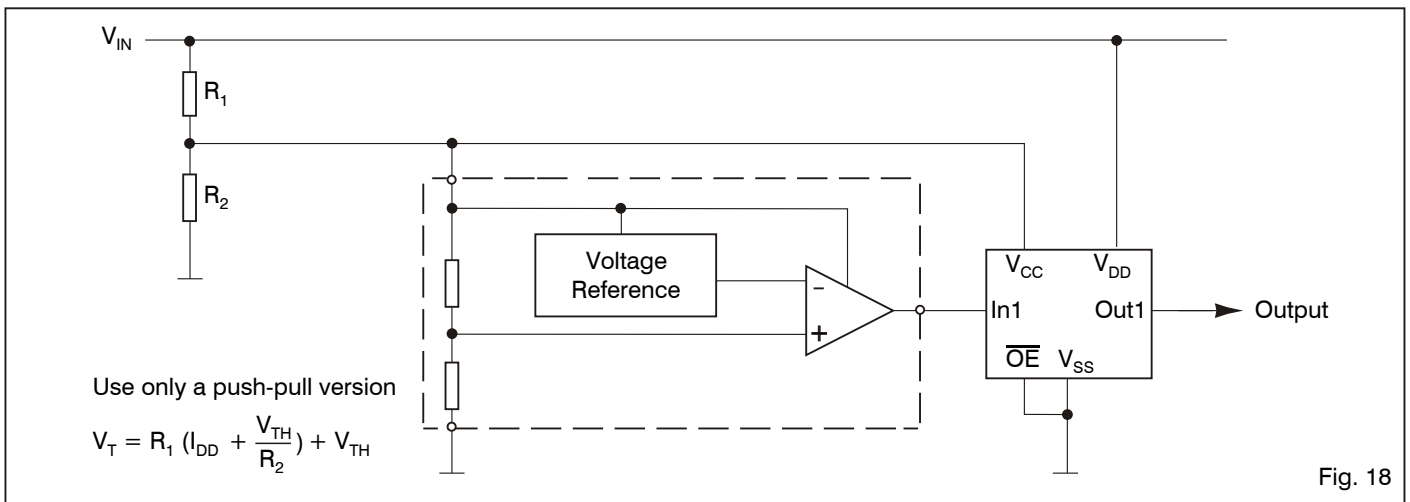 V_IN
R_1
R_2
Voltage
Reference
-
+
V_CC V_DD
In1 Out1
O̅E̅ V_SS
Output
Use only a push-pull version
V_T = R_1 (I_DD + V_TH/R_2) + V_TH
Fig. 18